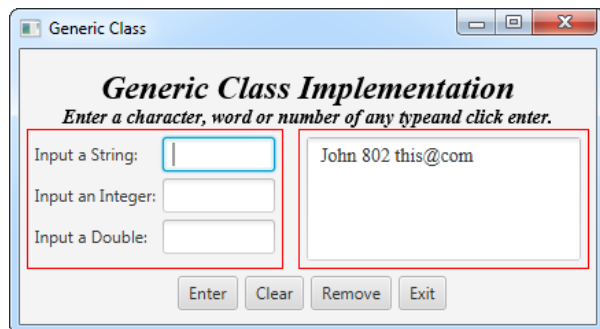 Generic Class
Generic Class Implementation
Enter a character, word or number of any typeand click enter.
Input a String:
John 802 this@com
Input an Integer:
Input a Double:
Enter Clear Remove Exit